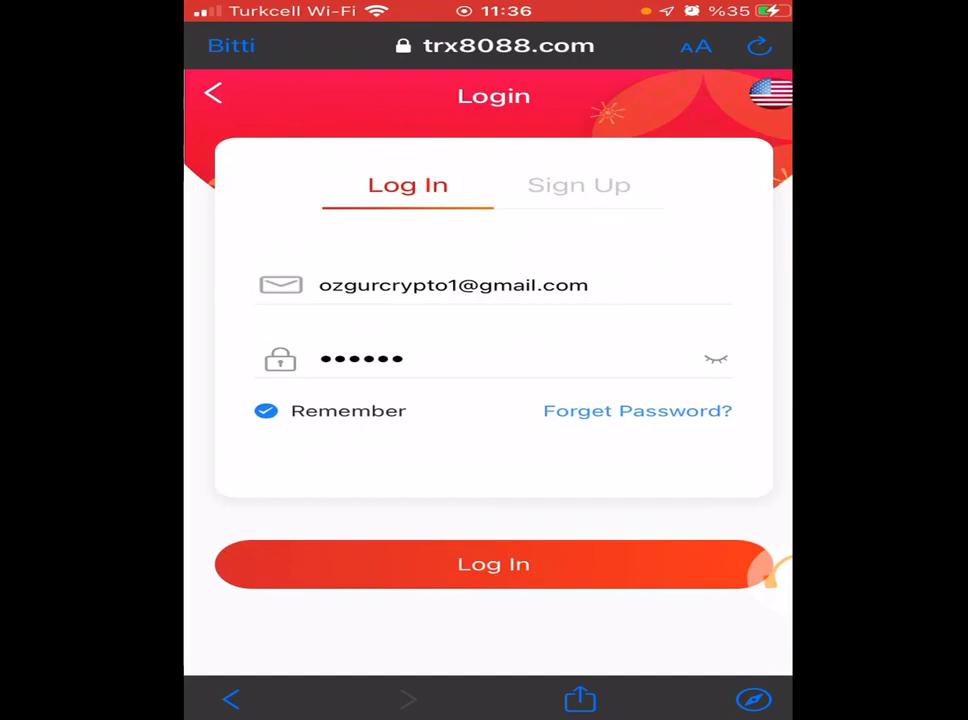 Turkcell Wi-Fi 11:36 %35
Bitti trx8088.com AA
Login
Log In Sign Up
ozgurcrypto1@gmail.com
••••••
Remember Forget Password?
Log In